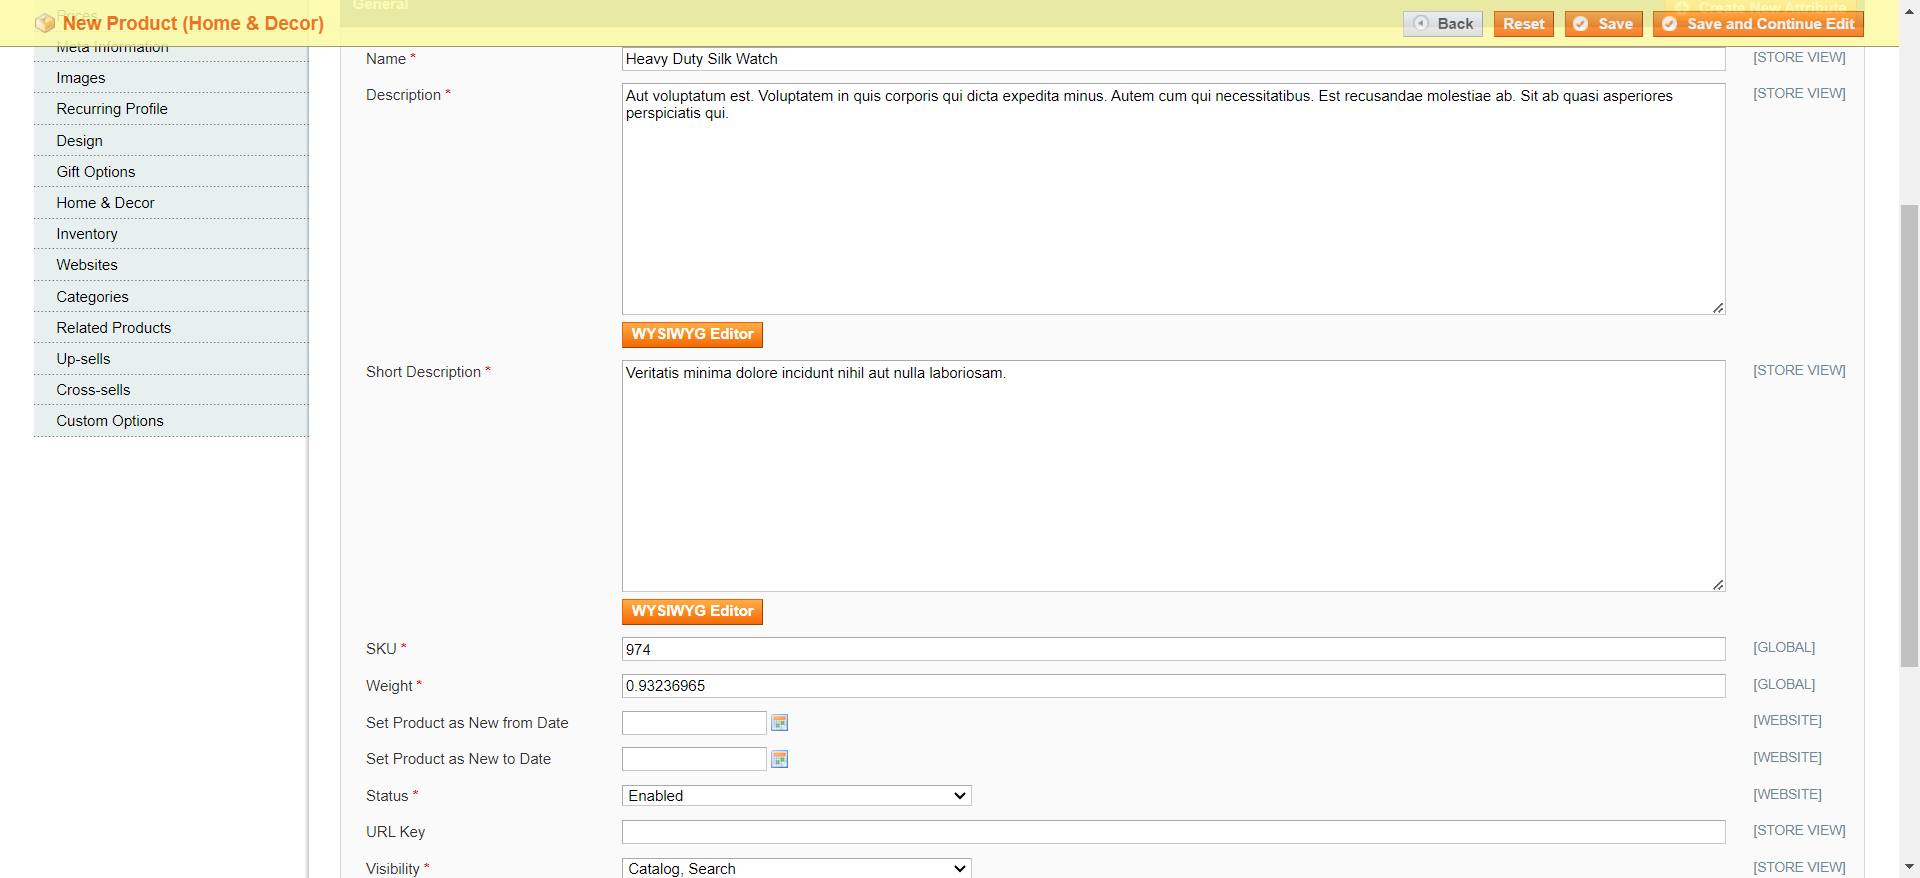 General
Prices
Create New Attribute
New Product (Home & Decor)
Back
Reset
Save
Save and Continue Edit
Meta Information
Images
Recurring Profile
Design
Gift Options
Home & Decor
Inventory
Websites
Categories
Related Products
Up-sells
Cross-sells
Custom Options
Name *
Heavy Duty Silk Watch
[STORE VIEW]
Description *
Aut voluptatum est. Voluptatem in quis corporis qui dicta expedita minus. Autem cum qui necessitatibus. Est recusandae molestiae ab. Sit ab quasi asperiores
perspiciatis qui.
[STORE VIEW]
WYSIWYG Editor
Short Description *
Veritatis minima dolore incidunt nihil aut nulla laboriosam.
[STORE VIEW]
WYSIWYG Editor
SKU *
974
[GLOBAL]
Weight *
0.93236965
[GLOBAL]
Set Product as New from Date
[WEBSITE]
Set Product as New to Date
[WEBSITE]
Status *
Enabled
[WEBSITE]
URL Key
[STORE VIEW]
Visibility *
Catalog, Search
[STORE VIEW]